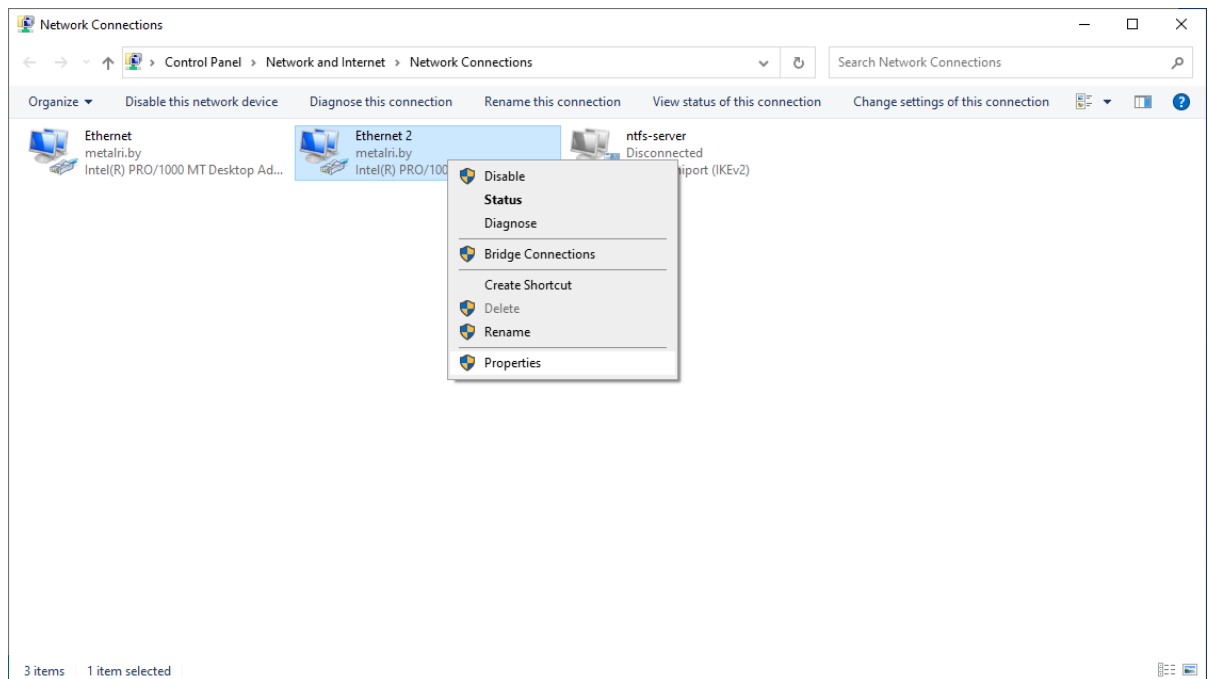 Network Connections
Control Panel > Network and Internet > Network Connections
Search Network Connections
Organize Disable this network device Diagnose this connection Rename this connection View status of this connection Change settings of this connection
Ethernet
metalri.by
Intel(R) PRO/1000 MT Desktop Ad...
Ethernet 2
metalri.by
Intel(R) PRO/100
ntfs-server
Disconnected
iport (IKEv2)
Disable
Status
Diagnose
Bridge Connections
Create Shortcut
Delete
Rename
Properties
3 items 1 item selected